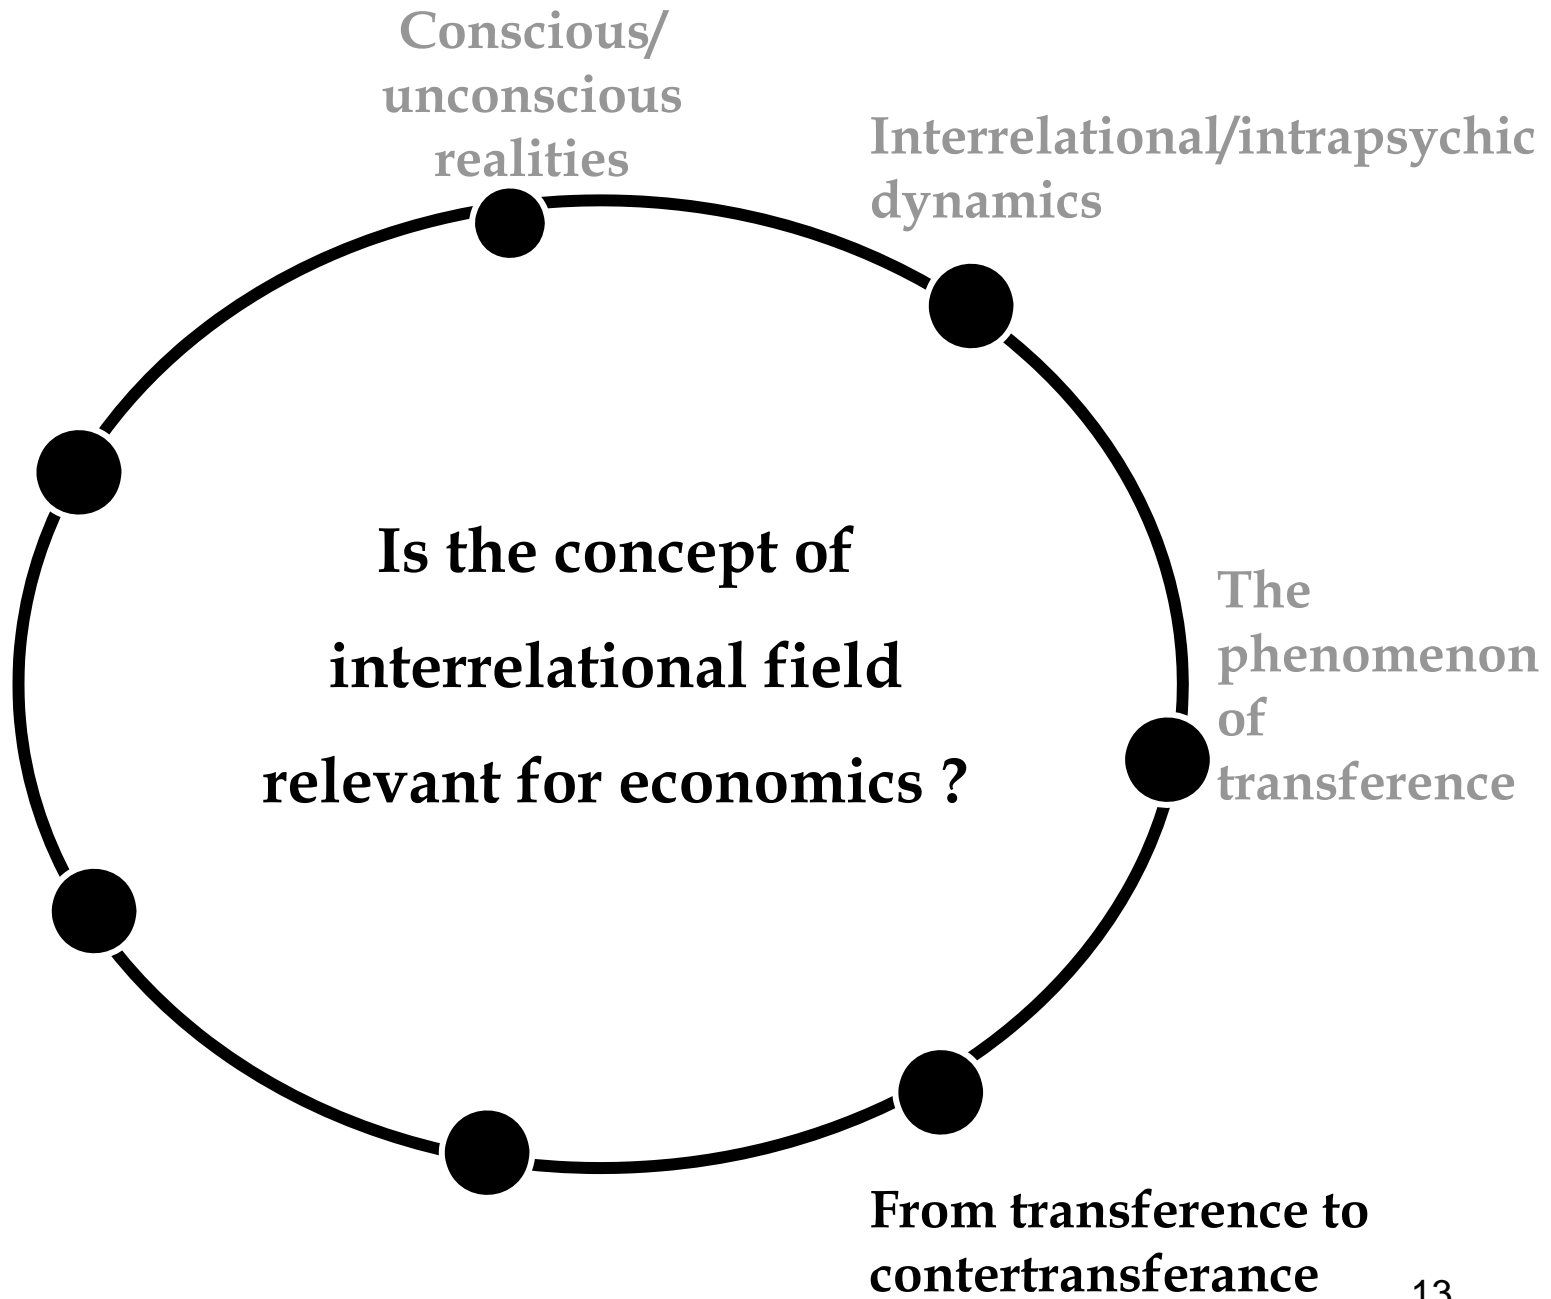 Conscious/
unconscious
realities
Interrelational/intrapsychic
dynamics
Is the concept of
interrelational field
relevant for economics ?
The
phenomenon
of
transference
From transference to
contertransferance
13